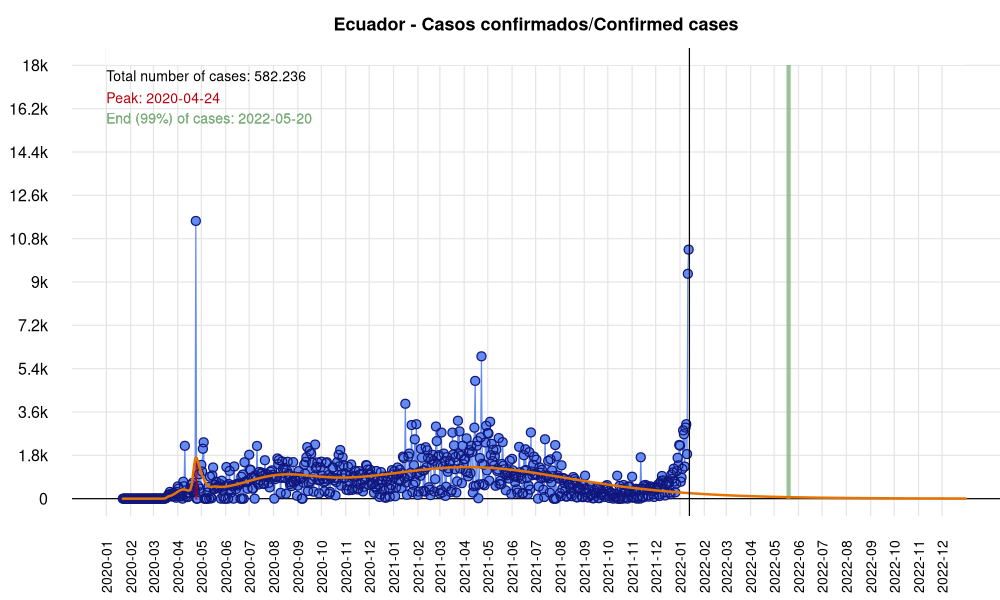 Ecuador - Casos confirmados/Confirmed cases
Total number of cases: 582.236
Peak: 2020-04-24
End (99%) of cases: 2022-05-20
18k
16.2k
14.4k
12.6k
10.8k
9k
7.2k
5.4k
3.6k
1.8k
0
2020-01
2020-02
2020-03
2020-04
2020-05
2020-06
2020-07
2020-08
2020-09
2020-10
2020-11
2020-12
2021-01
2021-02
2021-03
2021-04
2021-05
2021-06
2021-07
2021-08
2021-09
2021-10
2021-11
2021-12
2022-01
2022-02
2022-03
2022-04
2022-05
2022-06
2022-07
2022-08
2022-09
2022-10
2022-11
2022-12